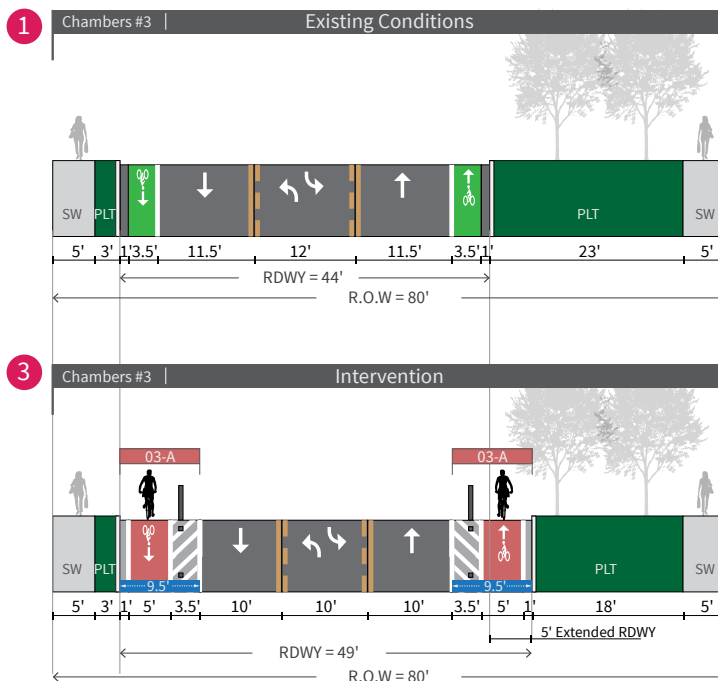 1
Chambers #3 | Existing Conditions
SW PLT PLT SW
5' 3' 1' 3.5' 11.5' 12' 11.5' 3.5' 1' 23' 5'
RDWY = 44'
R.O.W = 80'
3
Chambers #3 | Intervention
03-A 03-A
SW PLT PLT SW
9.5' 9.5'
5' 3' 1' 5' 3.5' 10' 10' 10' 3.5' 5' 1' 18' 5'
5' Extended RDWY
RDWY = 49'
R.O.W = 80'